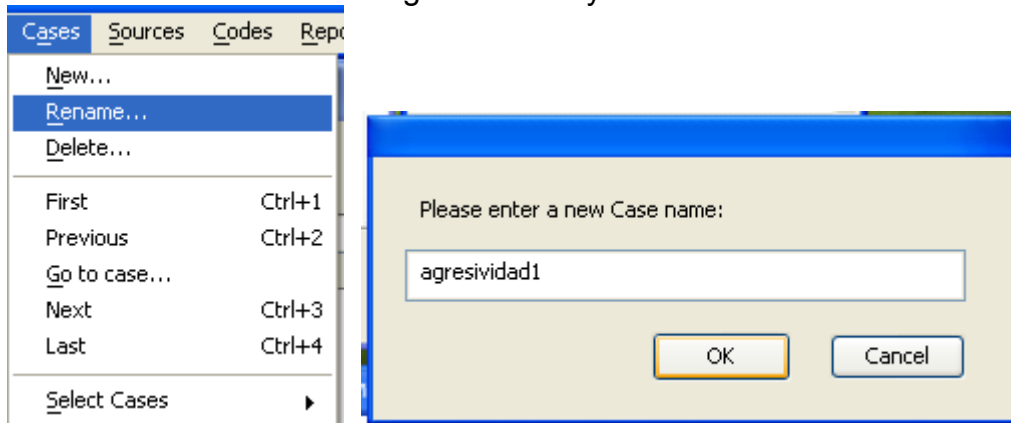 Cases Sources Codes Repo
New...
Rename...
Delete...
First Ctrl+1
Previous Ctrl+2
Go to case...
Next Ctrl+3
Last Ctrl+4
Select Cases
Please enter a new Case name:
agresividad1
OK Cancel